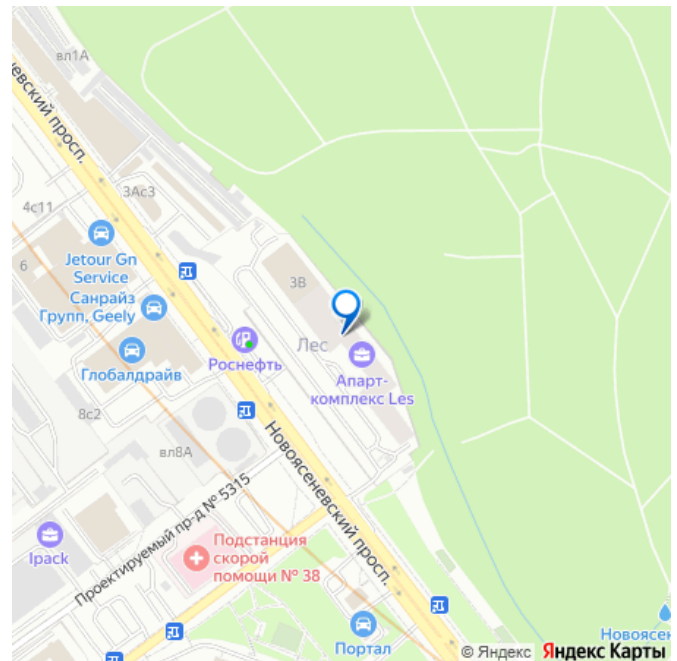 вл1А
невский просп.
3Ас3
4с11
6
Jetour Gn
Service
Санрайз
Групп, Geely
Глобалдрайв
3В
Роснефть
Лес
Апарт-
комплекс Les
8с2
вл8А
Новоясеневский просп.
Проектируемый пр-д № 5315
Ipack
Подстанция
скорой
помощи № 38
Портал
Новоясен
© Яндекс Яндекс Карты